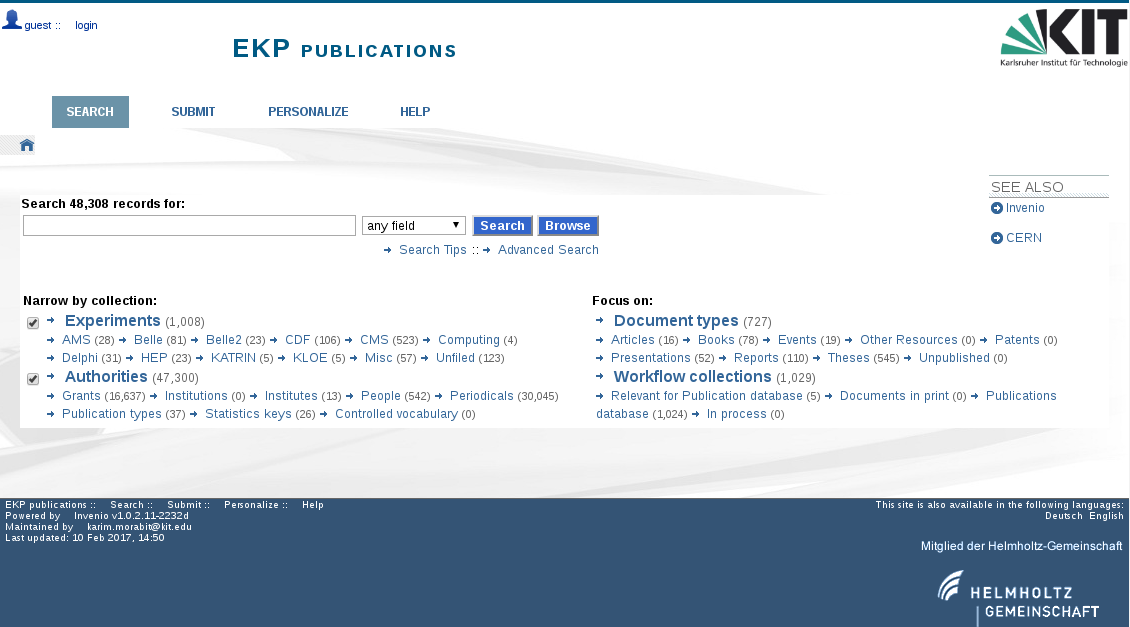 guest :: login
EKP PUBLICATIONS
KIT
Karlsruher Institut für Technologie
SEARCH SUBMIT PERSONALIZE HELP
SEE ALSO
Invenio
CERN
Search 48,308 records for:
any field Search Browse
Search Tips :: Advanced Search
Narrow by collection:
Experiments (1,008)
AMS (28) Belle (81) Belle2 (23) CDF (106) CMS (523) Computing (4)
Delphi (31) HEP (23) KATRIN (5) KLOE (5) Misc (57) Unfiled (123)
Authorities (47,300)
Grants (16,637) Institutions (0) Institutes (13) People (542) Periodicals (30,045)
Publication types (37) Statistics keys (26) Controlled vocabulary (0)
Focus on:
Document types (727)
Articles (16) Books (78) Events (19) Other Resources (0) Patents (0)
Presentations (52) Reports (110) Theses (545) Unpublished (0)
Workflow collections (1,029)
Relevant for Publication database (5) Documents in print (0) Publications
database (1,024) In process (0)
EKP publications :: Search :: Submit :: Personalize :: Help
Powered by Invenio v1.0.2.11-2232d
Maintained by karim.morabit@kit.edu
Last updated: 10 Feb 2017, 14:50
This site is also available in the following languages:
Deutsch English
Mitglied der Helmholtz-Gemeinschaft
HELMHOLTZ
GEMEINSCHAFT